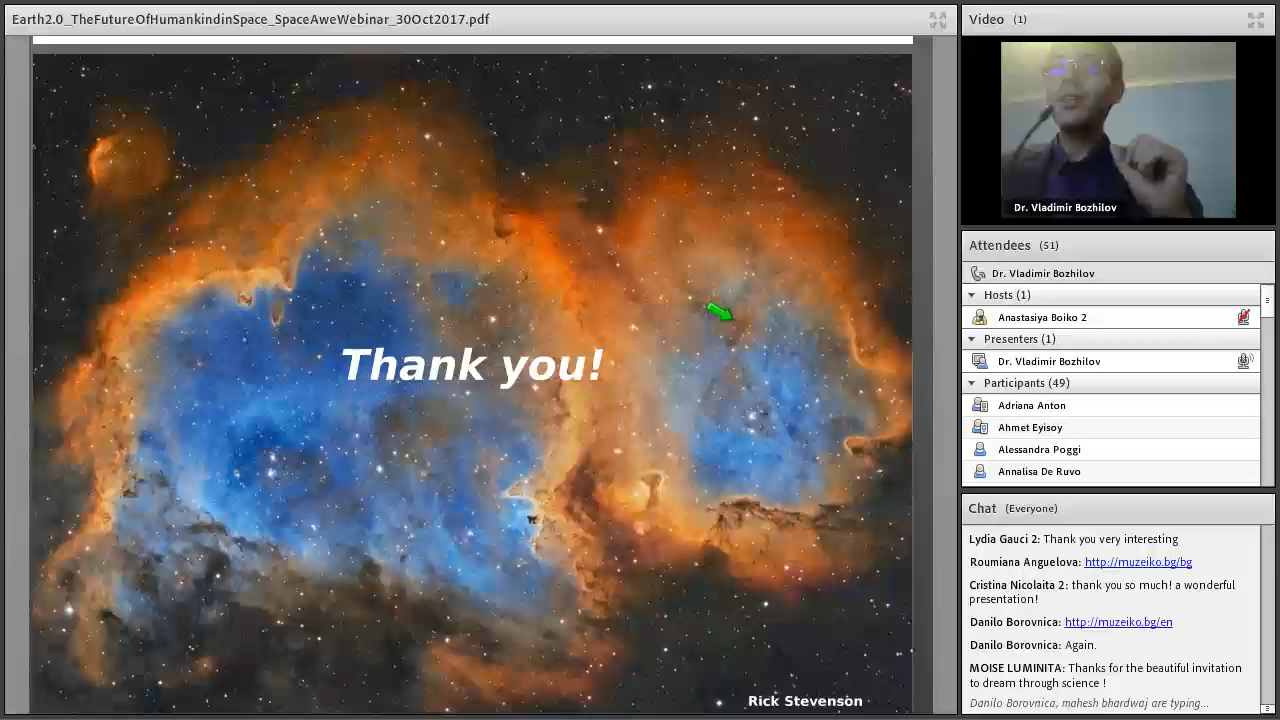 Earth2.0_TheFutureOfHumankindinSpace_SpaceAweWebinar_30Oct2017.pdf
Thank you!
Rick Stevenson
Video (1)
Dr. Vladimir Bozhilov
Attendees (51)
Dr. Vladimir Bozhilov
Hosts (1)
Anastasiya Boiko 2
Presenters (1)
Dr. Vladimir Bozhilov
Participants (49)
Adriana Anton
Ahmet Eyisoy
Alessandra Poggi
Annalisa De Ruvo
Chat (Everyone)
Lydia Gauci 2: Thank you very interesting
Roumiana Anguelova: http://muzeiko.bg/bg
Cristina Nicolaita 2: thank you so much! a wonderful
presentation!
Danilo Borovnica: http://muzeiko.bg/en
Danilo Borovnica: Again.
MOISE LUMINITA: Thanks for the beautiful invitation
to dream through science !
Danilo Borovnica, mahesh bhardwaj are typing...